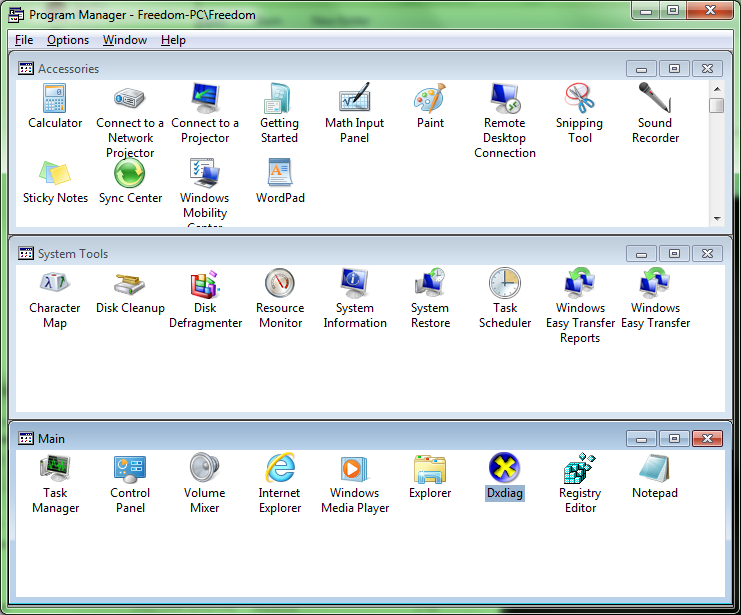 Program Manager - Freedom-PC\Freedom
File Options Window Help
Accessories
Calculator
Connect to a
Network
Projector
Connect to a
Projector
Getting
Started
Math Input
Panel
Paint
Remote
Desktop
Connection
Snipping
Tool
Sound
Recorder
Sticky Notes
Sync Center
Windows
Mobility
Center
WordPad
System Tools
Character
Map
Disk Cleanup
Disk
Defragmenter
Resource
Monitor
System
Information
System
Restore
Task
Scheduler
Windows
Easy Transfer
Reports
Windows
Easy Transfer
Main
Task
Manager
Control
Panel
Volume
Mixer
Internet
Explorer
Windows
Media Player
Explorer
Dxdiag
Registry
Editor
Notepad